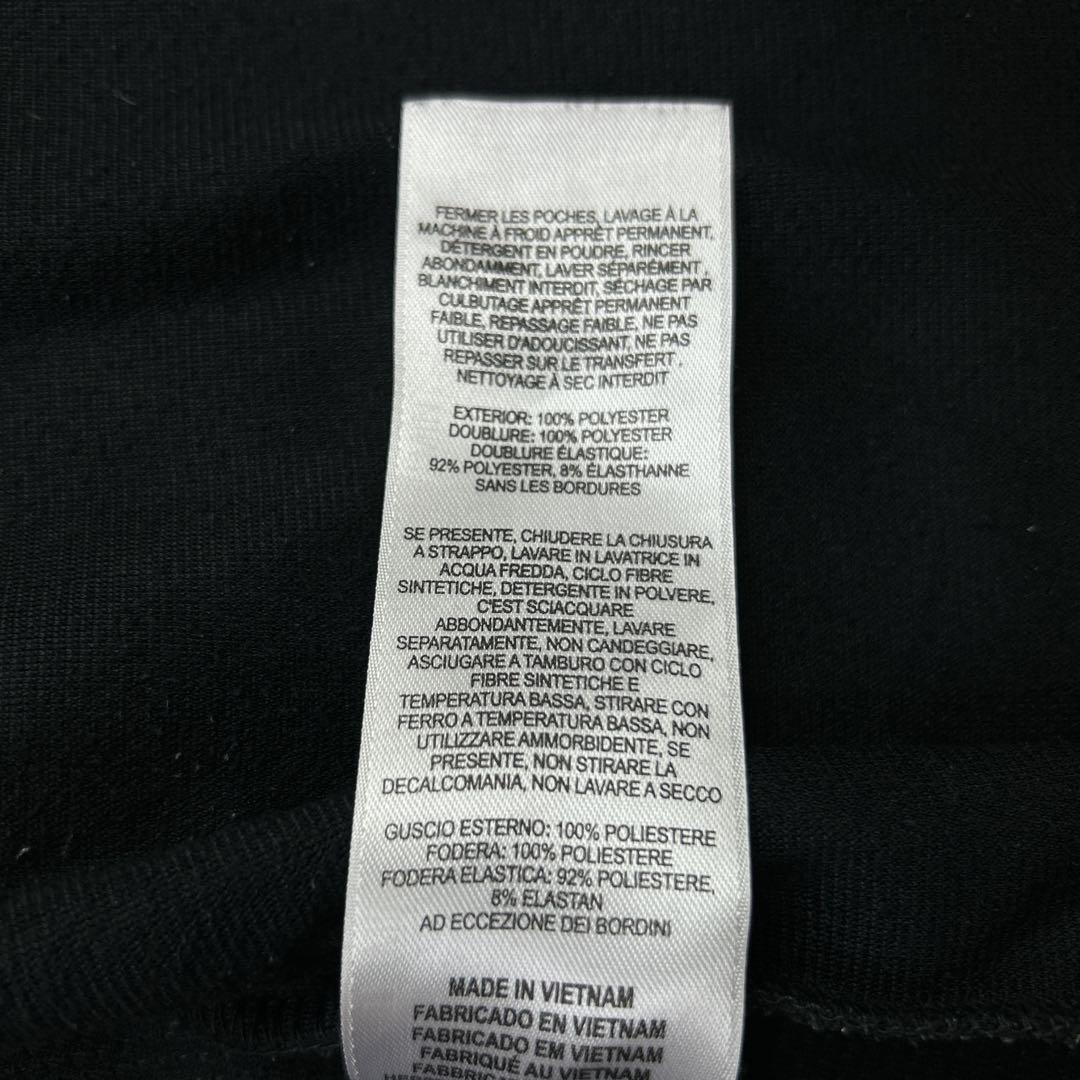 FERMER LES POCHES, LAVAGE À LA
MACHINE À FROID APPRÊT PERMANENT,
DÉTERGENT EN POUDRE, RINCER
ABONDAMMENT, LAVER SÉPARÉMENT,
BLANCHIMENT INTERDIT, SÉCHAGE PAR
CULBUTAGE APPRÊT PERMANENT
FAIBLE, REPASSAGE FAIBLE, NE PAS
UTILISER D'ADOUCISSANT, NE PAS
REPASSER SUR LE TRANSFERT,
NETTOYAGE À SEC INTERDIT
EXTERIOR: 100% POLYESTER
DOUBLURE: 100% POLYESTER
DOUBLURE ÉLASTIQUE:
92% POLYESTER, 8% ÉLASTHANNE
SANS LES BORDURES
SE PRESENTE, CHIUDERE LA CHIUSURA
A STRAPPO, LAVARE IN LAVATRICE IN
ACQUA FREDDA, CICLO FIBRE
SINTETICHE, DETERGENTE IN POLVERE,
C'EST SCIACQUARE
ABBONDANTEMENTE, LAVARE
SEPARATAMENTE, NON CANDEGGIARE,
ASCIUGARE A TAMBURO CON CICLO
FIBRE SINTETICHE E
TEMPERATURA BASSA, STIRARE CON
FERRO A TEMPERATURA BASSA, NON
UTILIZZARE AMMORBIDENTE, SE
PRESENTE, NON STIRARE LA
DECALCOMANIA, NON LAVARE A SECCO
GUSCIO ESTERNO: 100% POLIESTERE
FODERA: 100% POLIESTERE
FODERA ELASTICA: 92% POLIESTERE,
8% ELASTAN
AD ECCEZIONE DEI BORDINI
MADE IN VIETNAM
FABRICADO EN VIETNAM
FABRICADO EM VIETNAM
FABRIQUÉ AU VIETNAM